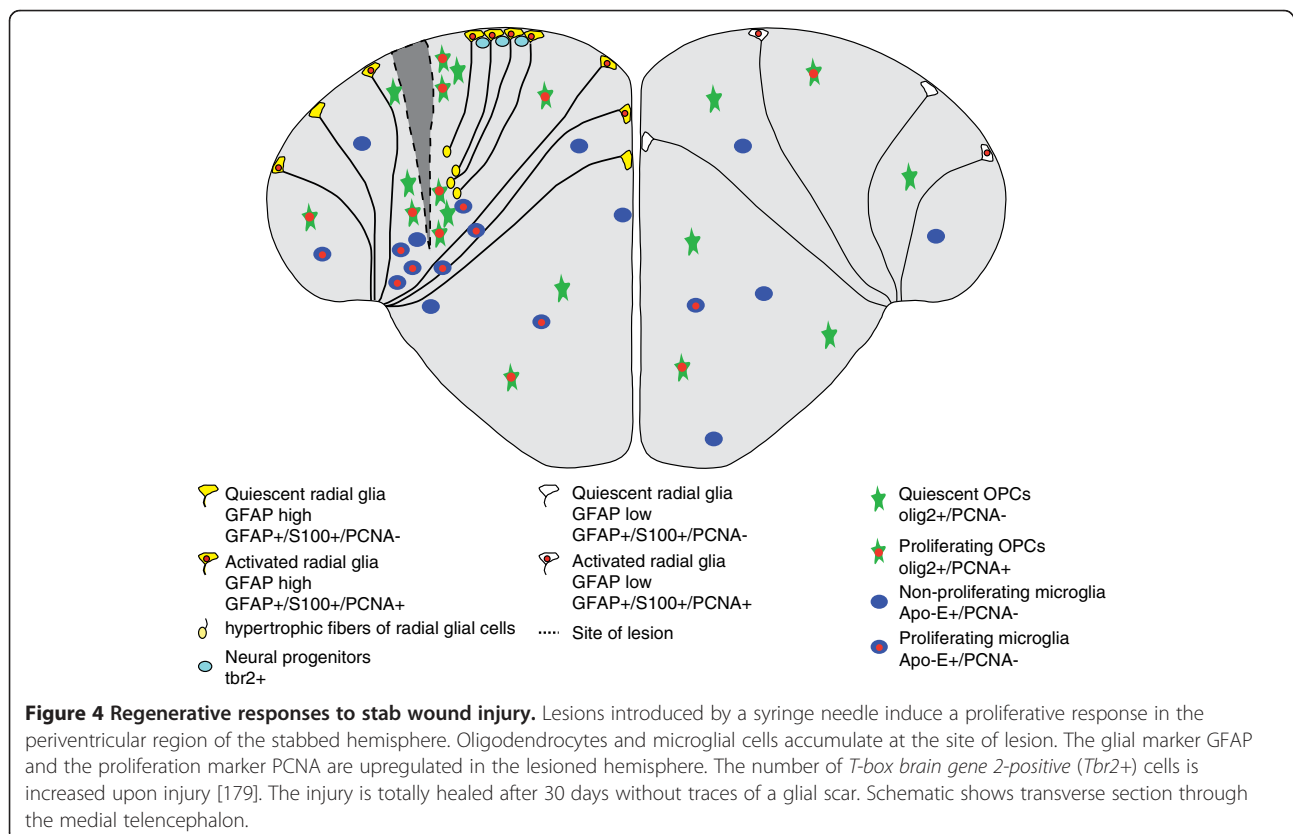 Quiescent radial glia
GFAP high
GFAP+/S100+/PCNA-
Activated radial glia
GFAP high
GFAP+/S100+/PCNA+
hypertrophic fibers of radial glial cells
Neural progenitors
tbr2+
Quiescent radial glia
GFAP low
GFAP+/S100+/PCNA-
Activated radial glia
GFAP low
GFAP+/S100+/PCNA+
Site of lesion
Quiescent OPCs
olig2+/PCNA-
Proliferating OPCs
olig2+/PCNA+
Non-proliferating microglia
Apo-E+/PCNA-
Proliferating microglia
Apo-E+/PCNA-
Figure 4 Regenerative responses to stab wound injury. Lesions introduced by a syringe needle induce a proliferative response in the
periventricular region of the stabbed hemisphere. Oligodendrocytes and microglial cells accumulate at the site of lesion. The glial marker GFAP
and the proliferation marker PCNA are upregulated in the lesioned hemisphere. The number of T-box brain gene 2-positive (Tbr2+) cells is
increased upon injury [179]. The injury is totally healed after 30 days without traces of a glial scar. Schematic shows transverse section through
the medial telencephalon.